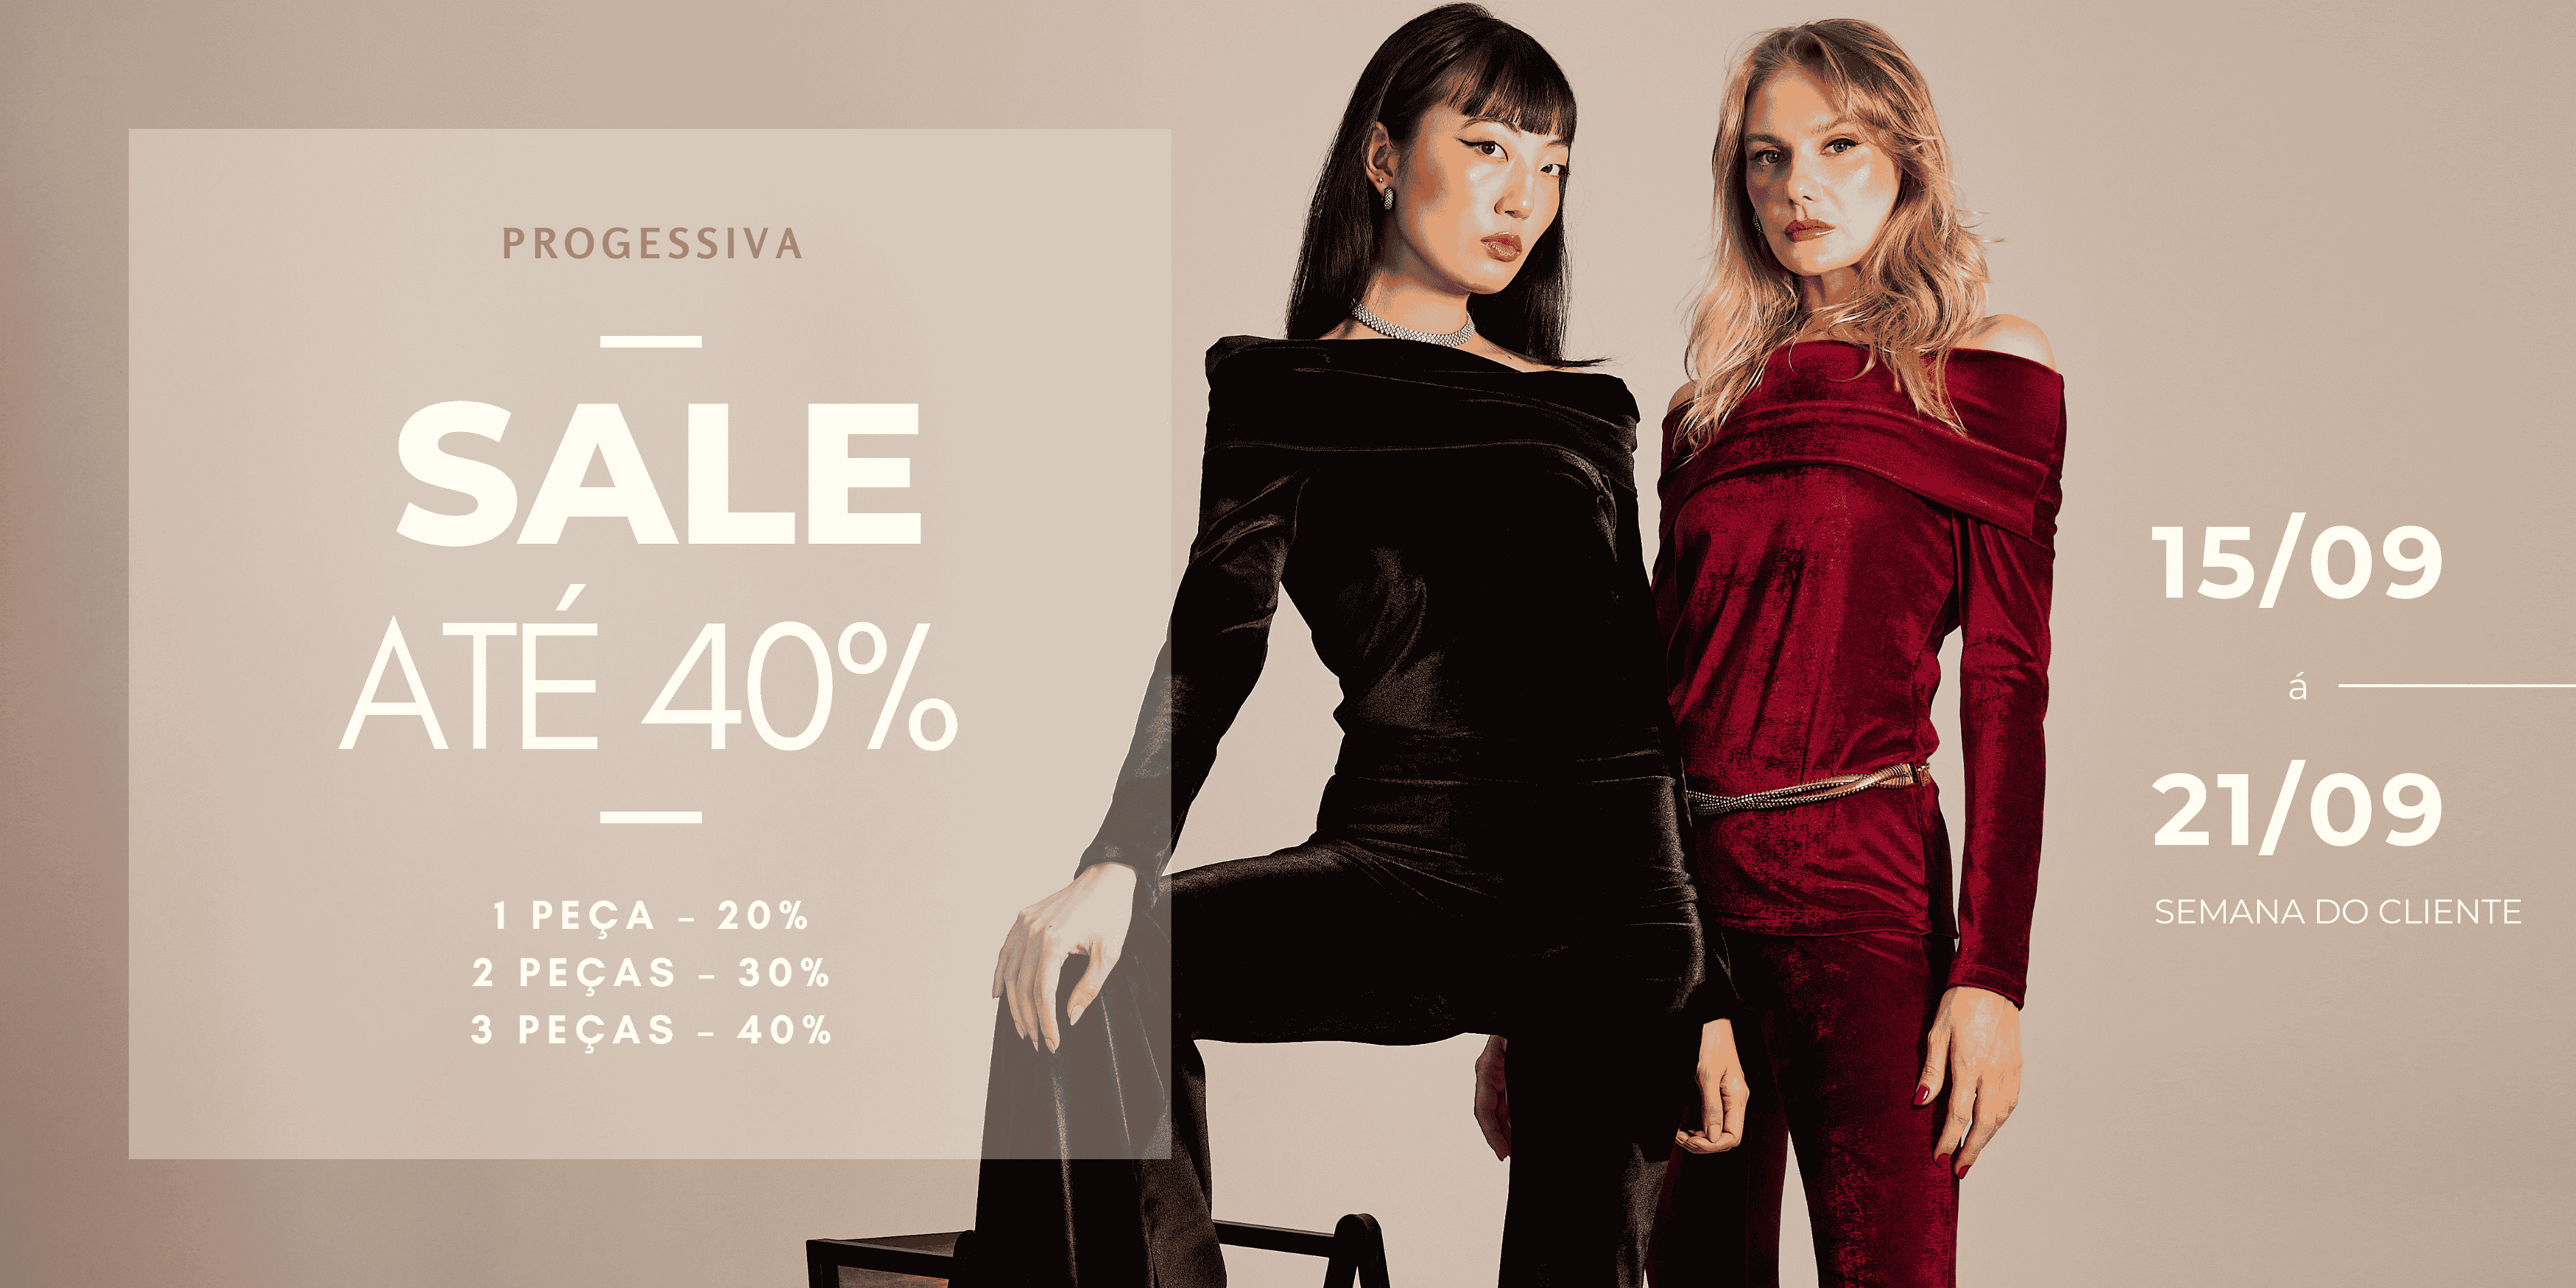 PROGESSIVA
SALE
ATÉ 40%
1 PEÇA - 20%
2 PEÇAS - 30%
3 PEÇAS - 40%
15/09
á
21/09
SEMANA DO CLIENTE